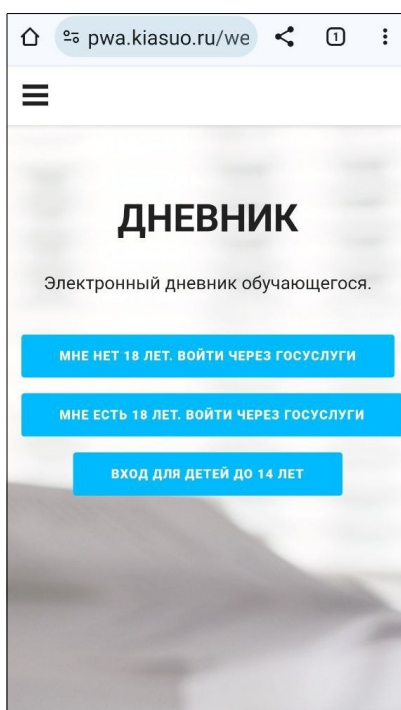 pwa.kiasuo.ru/we
1
ДНЕВНИК
Электронный дневник обучающегося.
МНЕ НЕТ 18 ЛЕТ. ВОЙТИ ЧЕРЕЗ ГОСУСЛУГИ
МНЕ ЕСТЬ 18 ЛЕТ. ВОЙТИ ЧЕРЕЗ ГОСУСЛУГИ
ВХОД ДЛЯ ДЕТЕЙ ДО 14 ЛЕТ